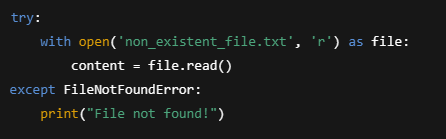 try:
    with open('non_existent_file.txt', 'r') as file:
        content = file.read()
except FileNotFoundError:
    print("File not found!")